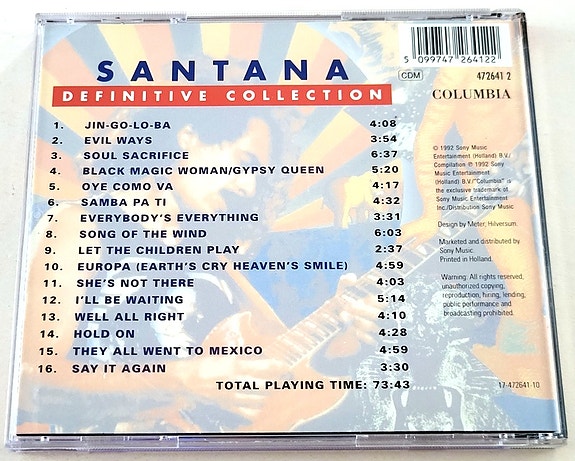 5 099747 264122
CDM
472641 2
COLUMBIA
SANTANA
DEFINITIVE COLLECTION
1. JIN-GO-LO-BA 4:08
2. EVIL WAYS 3:54
3. SOUL SACRIFICE 6:37
4. BLACK MAGIC WOMAN/GYPSY QUEEN 5:20
5. OYE COMO VA 4:17
6. SAMBA PA TI 4:32
7. EVERYBODY'S EVERYTHING 3:31
8. SONG OF THE WIND 6:03
9. LET THE CHILDREN PLAY 2:37
10. EUROPA (EARTH'S CRY HEAVEN'S SMILE) 4:59
11. SHE'S NOT THERE 4:03
12. I'LL BE WAITING 5:14
13. WELL ALL RIGHT 4:10
14. HOLD ON 4:28
15. THEY ALL WENT TO MEXICO 4:59
16. SAY IT AGAIN 3:30
TOTAL PLAYING TIME: 73:43
© 1992 Sony Music
Entertainment (Holland) B.V./
Compilation ℗ 1992 Sony
Music Entertainment
(Holland) B.V./"Columbia" is
the exclusive trademark of
Sony Music Entertainment
Inc./Distribution Sony Music
Design by Meter, Hilversum.
Marketed and distributed by
Sony Music.
Printed in Holland.
Warning: All rights reserved,
unauthorized copying,
reproduction, hiring, lending,
public performance and
broadcasting prohibited.
17-472641-10